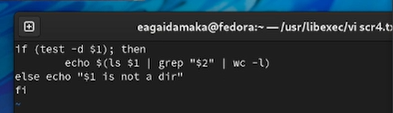 eagaidamaka@fedora:~ — /usr/libexec/vi scr4.tx
if (test -d $1); then
        echo $(ls $1 | grep "$2" | wc -l)
else echo "$1 is not a dir"
fi
~